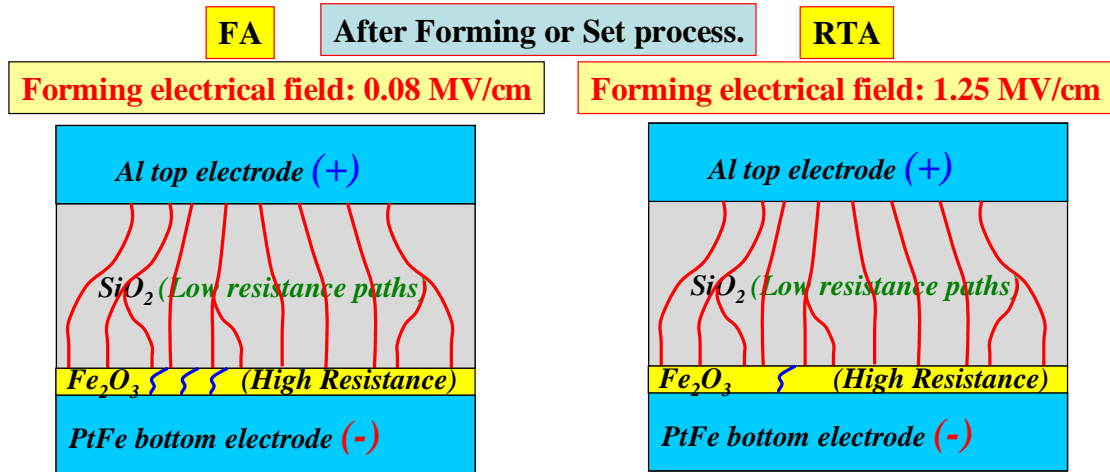 FA
After Forming or Set process.
RTA
Forming electrical field: 0.08 MV/cm
Forming electrical field: 1.25 MV/cm
Al top electrode (+)
SiO2 (Low resistance paths)
Fe2O3 (High Resistance)
PtFe bottom electrode (-)
Al top electrode (+)
SiO2 (Low resistance paths)
Fe2O3 (High Resistance)
PtFe bottom electrode (-)